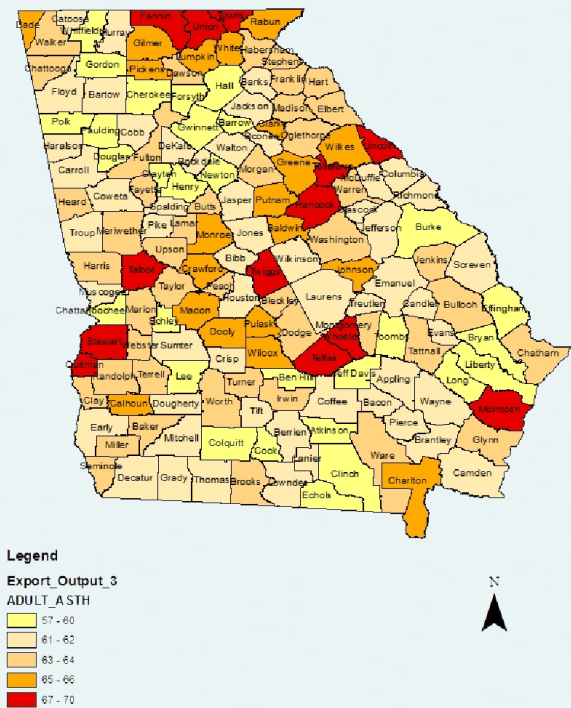 Fannin Towns
Dade Catoosa Union Rabun
Whitfield Murray
Walker Gilmer White Habersham
Lumpkin Stephens
Chattooga Gordon Pickens Dawson Franklin Hart
Hall Banks
Floyd Bartow Cherokee Forsyth
Jackson Madison Elbert
Polk Paulding Cobb Gwinnett Barrow Clarke
Oconee Oglethorpe Wilkes Lincoln
Haralson DeKalb Walton
Douglas Fulton Rockdale Greene
Carroll Clayton Newton Morgan McDuffie Columbia
Fayette Henry Warren Richmond
Heard Coweta Spalding Butts Jasper Putnam Hancock
Troup Meriwether Pike Lamar Monroe Jones Baldwin Jefferson Burke
Upson Washington
Harris Talbot Bibb Wilkinson Jenkins Screven
Crawford Twiggs Johnson
Muscogee Taylor Peach Emanuel
Houston Bleckley Laurens
Chattahoochee Marion Macon Treutlen Candler Bulloch Effingham
Schley Pulaski Montgomery
Stewart Webster Sumter Dooly Dodge Wheeler Toombs Evans Bryan
Quitman Crisp Wilcox Telfair Tattnall Chatham
Randolph Terrell Lee Ben Hill Jeff Davis Liberty
Turner Appling Long
Clay Calhoun Dougherty Worth Irwin Coffee Bacon Wayne McIntosh
Early Baker Tift
Mitchell Berrien Atkinson Pierce
Miller Colquitt Cook Ware Brantley Glynn
Seminole Lanier
Decatur Grady Thomas Brooks Clinch Charlton Camden
Echols
Legend
Export_Output_3
ADULT_ASTH
57 - 60
61 - 62
63 - 64
65 - 66
67 - 70
N